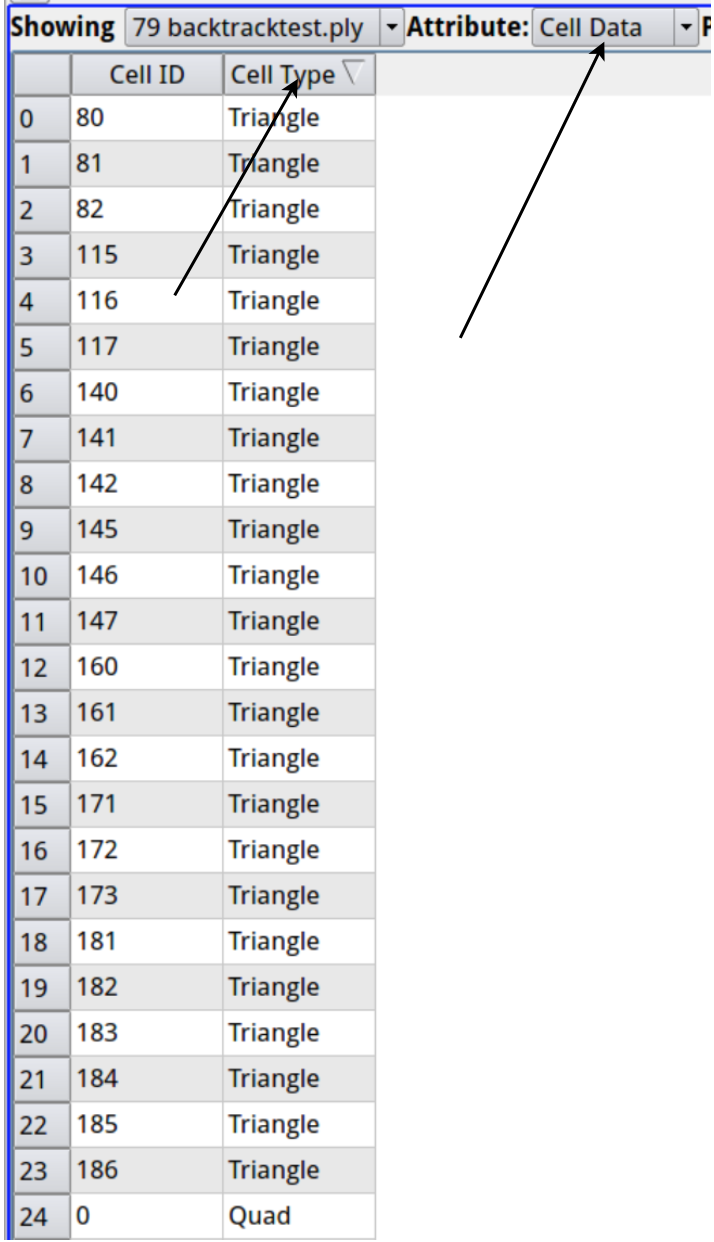 Showing 79 backtracktest.ply Attribute: Cell Data
Cell ID Cell Type
0 80 Triangle
1 81 Triangle
2 82 Triangle
3 115 Triangle
4 116 Triangle
5 117 Triangle
6 140 Triangle
7 141 Triangle
8 142 Triangle
9 145 Triangle
10 146 Triangle
11 147 Triangle
12 160 Triangle
13 161 Triangle
14 162 Triangle
15 171 Triangle
16 172 Triangle
17 173 Triangle
18 181 Triangle
19 182 Triangle
20 183 Triangle
21 184 Triangle
22 185 Triangle
23 186 Triangle
24 0 Quad